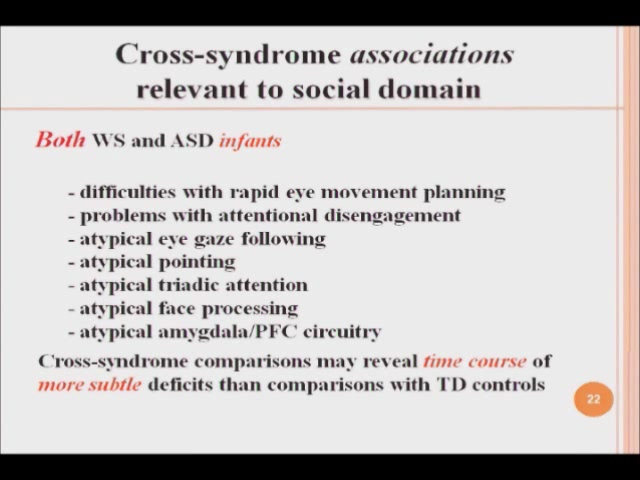 Cross-syndrome associations
relevant to social domain
Both WS and ASD infants
- difficulties with rapid eye movement planning
- problems with attentional disengagement
- atypical eye gaze following
- atypical pointing
- atypical triadic attention
- atypical face processing
- atypical amygdala/PFC circuitry
Cross-syndrome comparisons may reveal time course of
more subtle deficits than comparisons with TD controls
22